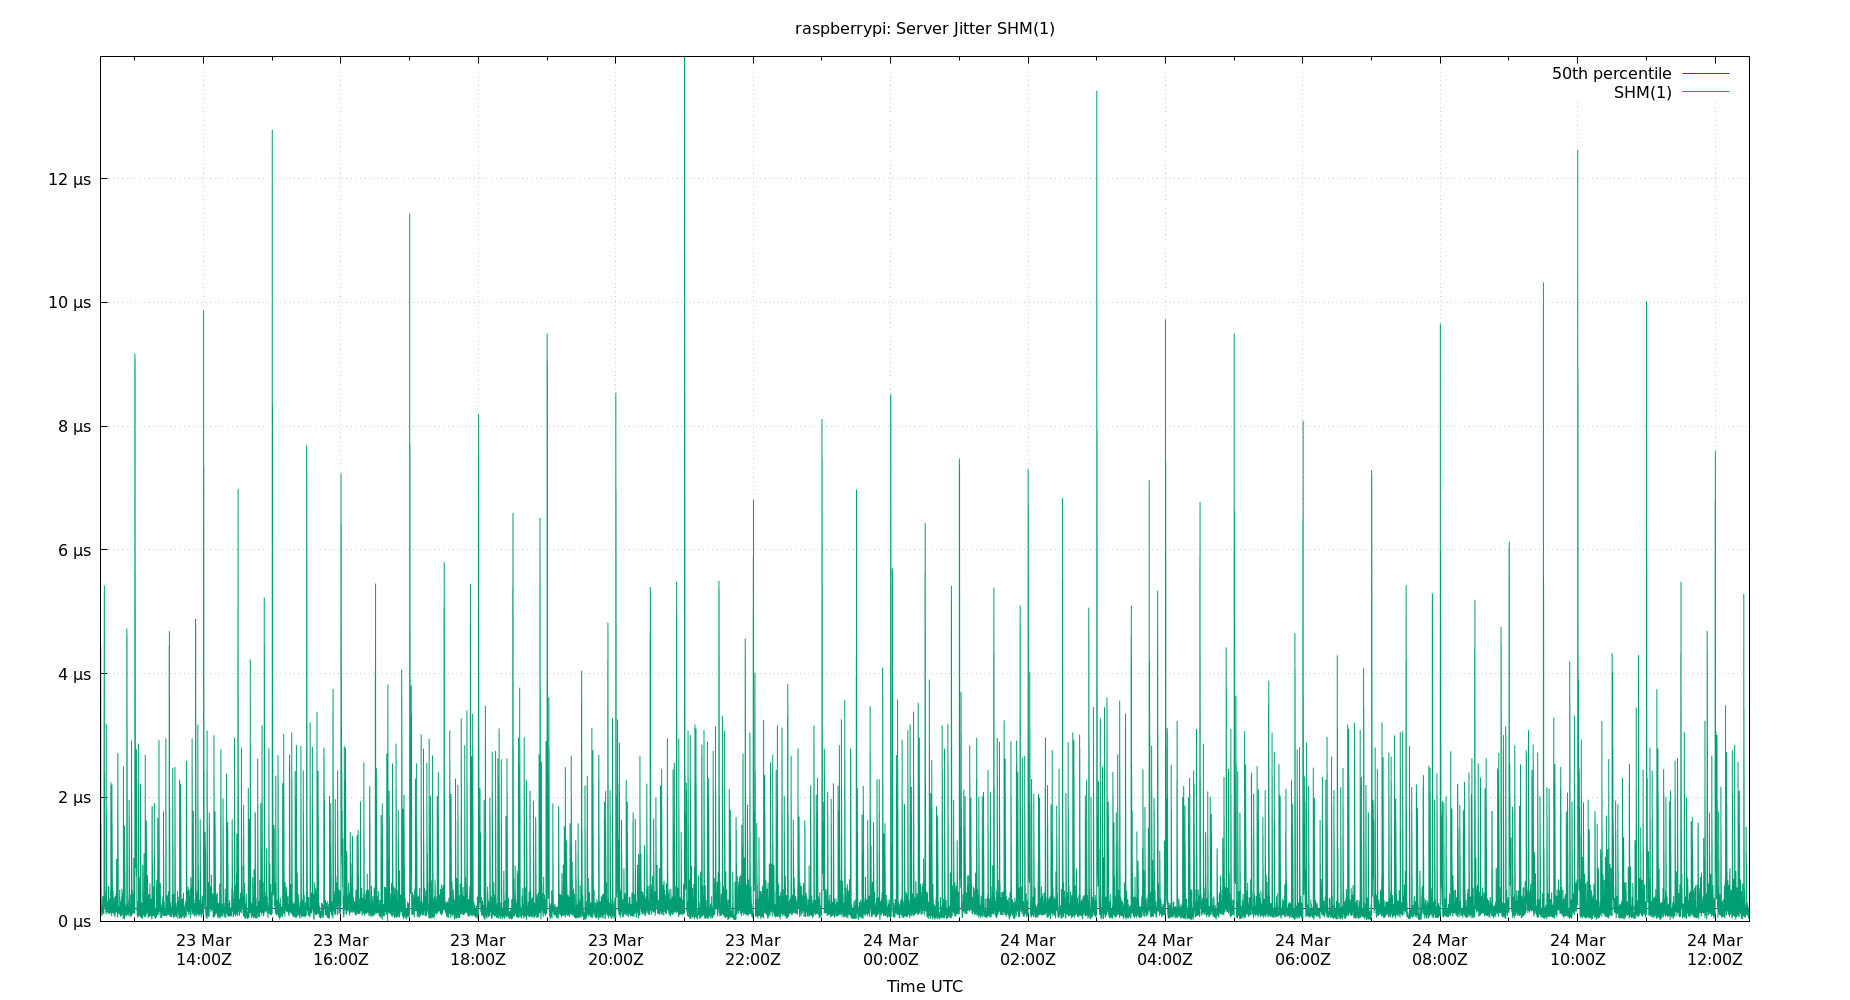 raspberrypi: Server Jitter SHM(1)
50th percentile
SHM(1)
12 µs
10 µs
8 µs
6 µs
4 µs
2 µs
0 µs
23 Mar 23 Mar 23 Mar 23 Mar 23 Mar 24 Mar 24 Mar 24 Mar 24 Mar 24 Mar 24 Mar 24 Mar
14:00Z 16:00Z 18:00Z 20:00Z 22:00Z 00:00Z 02:00Z 04:00Z 06:00Z 08:00Z 10:00Z 12:00Z
Time UTC